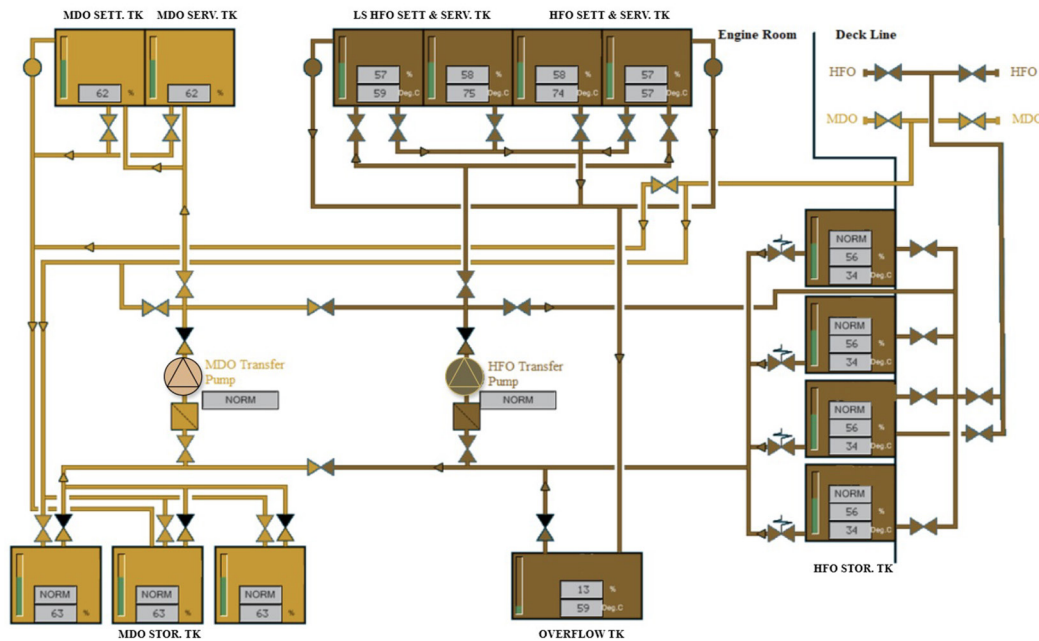 MDO SETT. TK MDO SERV. TK LS HFO SETT & SERV. TK HFO SETT & SERV. TK
Engine Room Deck Line
62 % 62 %
57 % 58 % 58 % 57 %
59 Deg.C 75 Deg.C 74 Deg.C 57 Deg.C
HFO HFO
MDO MDO
NORM
56 %
34 Deg.C
NORM
56 %
34 Deg.C
MDO Transfer
Pump
NORM
HFO Transfer
Pump
NORM
NORM
56 %
34 Deg.C
NORM
56 %
34 Deg.C
HFO STOR. TK
NORM NORM NORM
63 % 63 % 63 %
MDO STOR. TK
13 %
59 Deg.C
OVERFLOW TK